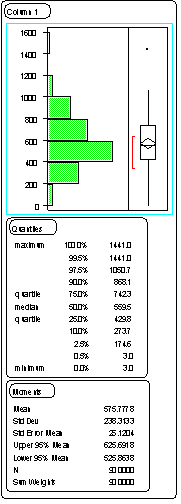 Column 1
1600
1400
1200
1000
800
600
400
200
0
Quantiles
maximum 100.0% 1441.0
99.5% 1441.0
97.5% 1050.7
90.0% 868.1
quartile 75.0% 742.3
median 50.0% 559.5
quartile 25.0% 429.8
10.0% 273.7
2.5% 174.6
0.5% 3.0
minimum 0.0% 3.0
Moments
Mean 575.7778
Std Dev 238.3133
Std Error Mean 25.1204
Upper 95% Mean 625.6918
Lower 95% Mean 525.8638
N 90.0000
Sum Weights 90.0000